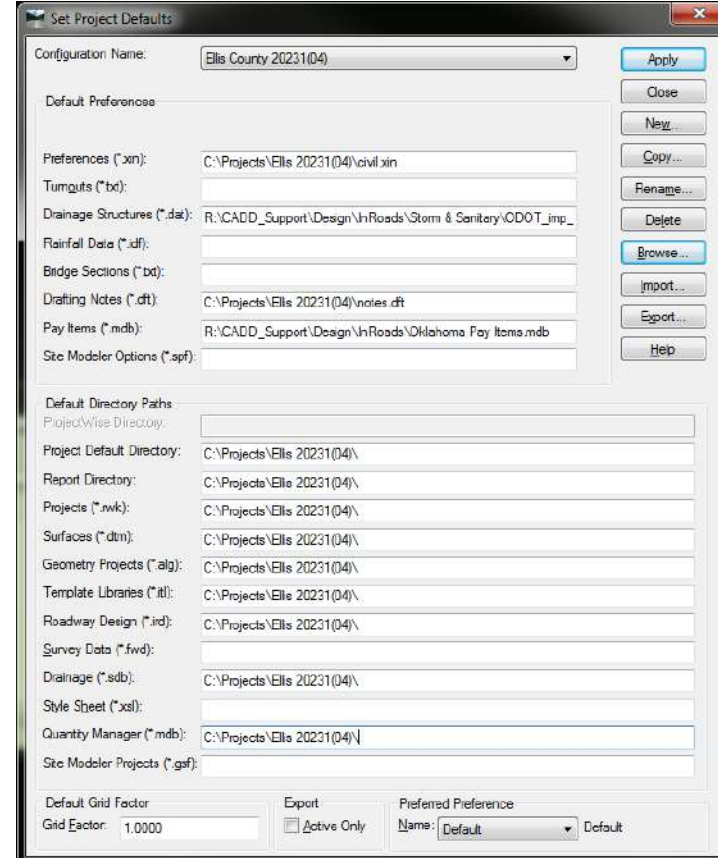 Set Project Defaults
Configuration Name: Ellis County 20231(04) Apply
Close
Default Preferences
New...
Preferences (*.xin): C:\Projects\Ellis 20231(04)\civil.xin Copy...
Turnouts (*.txt): Rename...
Drainage Structures (*.dat): R:\CADD_Support\Design\InRoads\Storm & Sanitary\ODOT_imp_ Delete
Rainfall Data (*.idf): Browse...
Bridge Sections (*.txt): Import...
Drafting Notes (*.dft): C:\Projects\Ellis 20231(04)\notes.dft Export...
Pay Items (*.mdb): R:\CADD_Support\Design\InRoads\Oklahoma Pay Items.mdb
Site Modeler Options (*.spf): Help
Default Directory Paths
ProjectWise Directory:
Project Default Directory: C:\Projects\Ellis 20231(04)\
Report Directory: C:\Projects\Ellis 20231(04)\
Projects (*.rwk): C:\Projects\Ellis 20231(04)\
Surfaces (*.dtm): C:\Projects\Ellis 20231(04)\
Geometry Projects (*.alg): C:\Projects\Ellis 20231(04)\
Template Libraries (*.itl): C:\Projects\Ellis 20231(04)\
Roadway Design (*.ird): C:\Projects\Ellis 20231(04)\
Survey Data (*.fwd):
Drainage (*.sdb): C:\Projects\Ellis 20231(04)\
Style Sheet (*.xsl):
Quantity Manager (*.mdb): C:\Projects\Ellis 20231(04)\
Site Modeler Projects (*.gsf):
Default Grid Factor Export Preferred Preference
Grid Factor: 1.0000 Active Only Name: Default Default